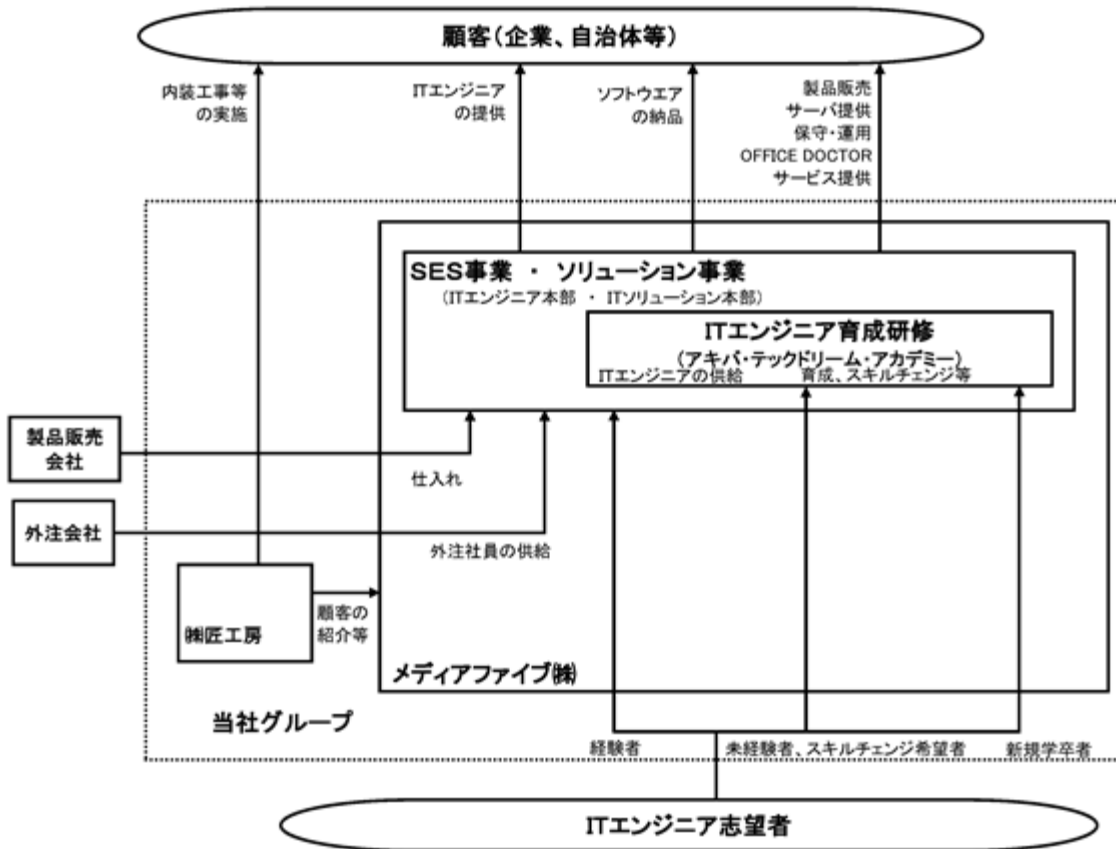 顧客（企業、自治体等）
内装工事等
の実施
ITエンジニア
の提供
ソフトウエア
の納品
製品販売
サーバ提供
保守・運用
OFFICE DOCTOR
サービス提供
SES事業 ・ ソリューション事業
（ITエンジニア本部 ・ ITソリューション本部）
ITエンジニア育成研修
（アキバ・テックドリーム・アカデミー）
ITエンジニアの供給
育成、スキルチェンジ等
製品販売
会社
仕入れ
外注会社
外注社員の供給
㈱匠工房
顧客の
紹介等
メディアファイブ㈱
当社グループ
経験者
未経験者、スキルチェンジ希望者
新規学卒者
ITエンジニア志望者